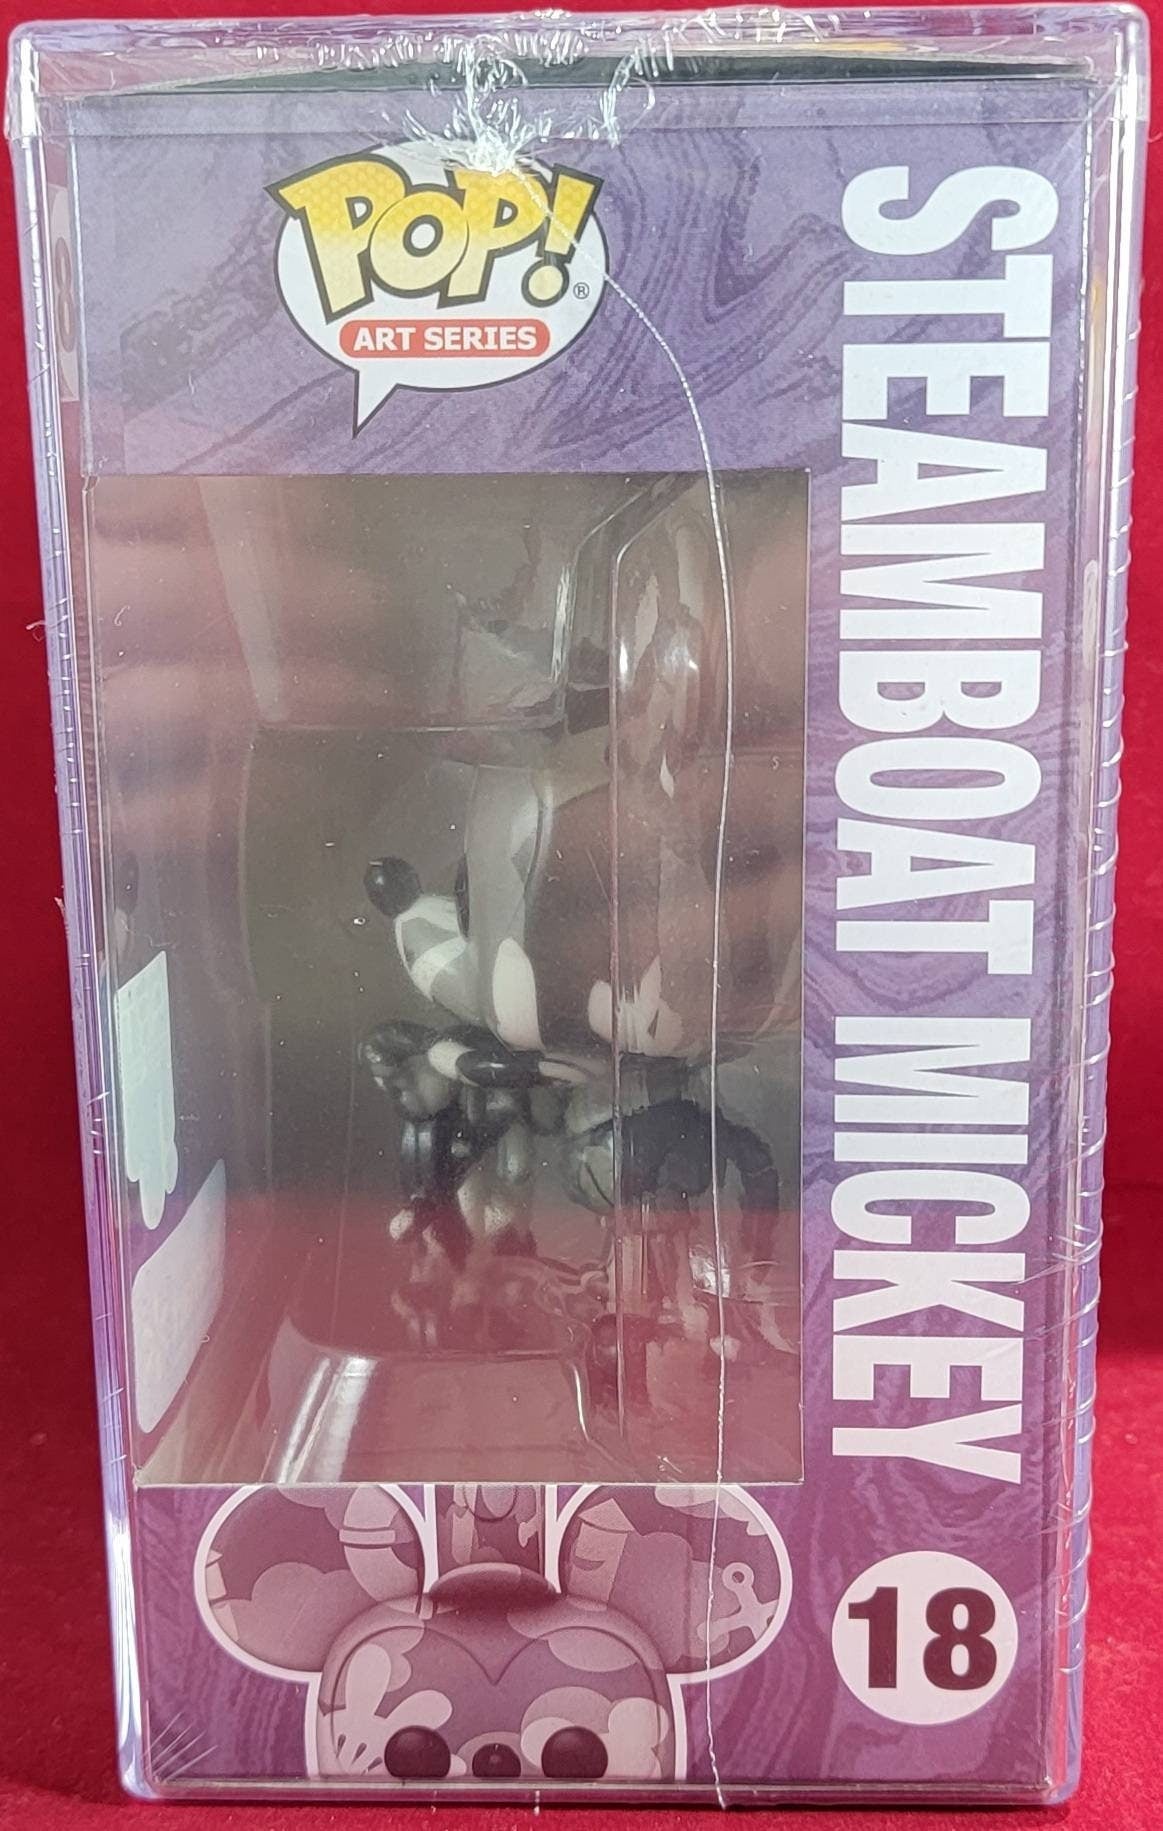 POP!®
ART SERIES
STEAMBOAT MICKEY
18